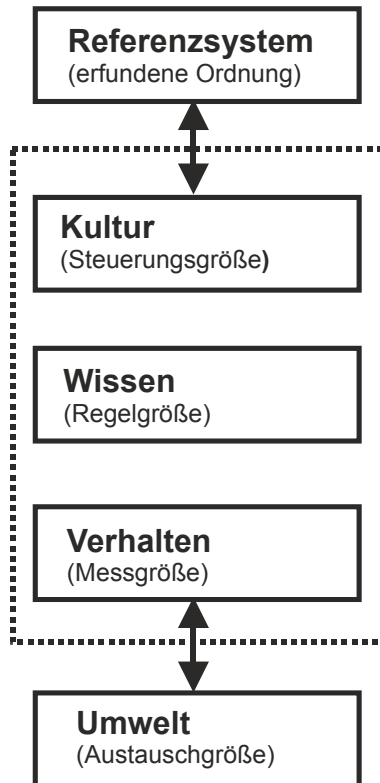 Referenzsystem
(erfundene Ordnung)
Kultur
(Steuerungsgröße)
Wissen
(Regelgröße)
Verhalten
(Messgröße)
Umwelt
(Austauschgröße)